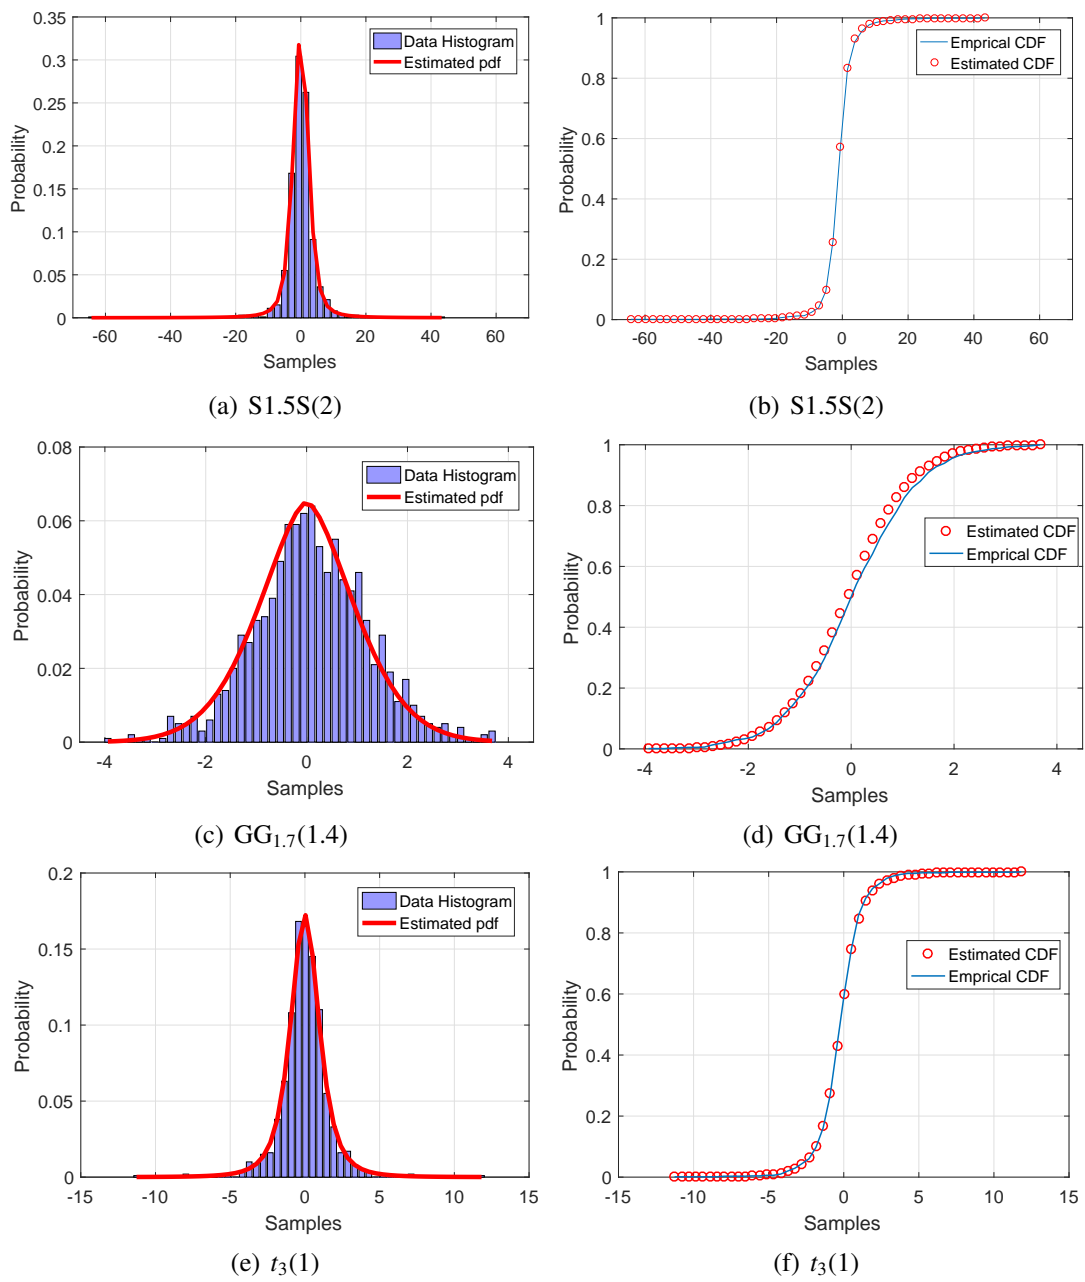 0.35
0.3
0.25
0.2
0.15
0.1
0.05
0
Probability
-60 -40 -20 0 20 40 60
Samples
Data Histogram
Estimated pdf
(a) S1.5S(2)
1
0.8
0.6
0.4
0.2
0
Probability
-60 -40 -20 0 20 40 60
Samples
Emprical CDF
Estimated CDF
(b) S1.5S(2)
0.08
0.06
0.04
0.02
0
Probability
-4 -2 0 2 4
Samples
Data Histogram
Estimated pdf
(c) GG1.7(1.4)
1
0.8
0.6
0.4
0.2
0
Probability
-4 -2 0 2 4
Samples
Estimated CDF
Emprical CDF
(d) GG1.7(1.4)
0.2
0.15
0.1
0.05
0
Probability
-15 -10 -5 0 5 10 15
Samples
Data Histogram
Estimated pdf
(e) t3(1)
1
0.8
0.6
0.4
0.2
0
Probability
-15 -10 -5 0 5 10 15
Samples
Estimated CDF
Emprical CDF
(f) t3(1)